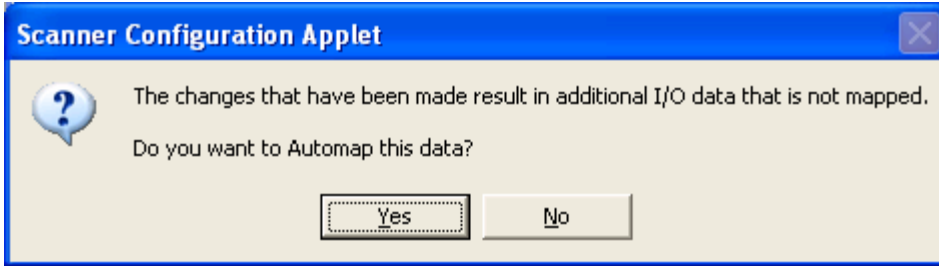 Scanner Configuration Applet
?
The changes that have been made result in additional I/O data that is not mapped.
Do you want to Automap this data?
Yes
No